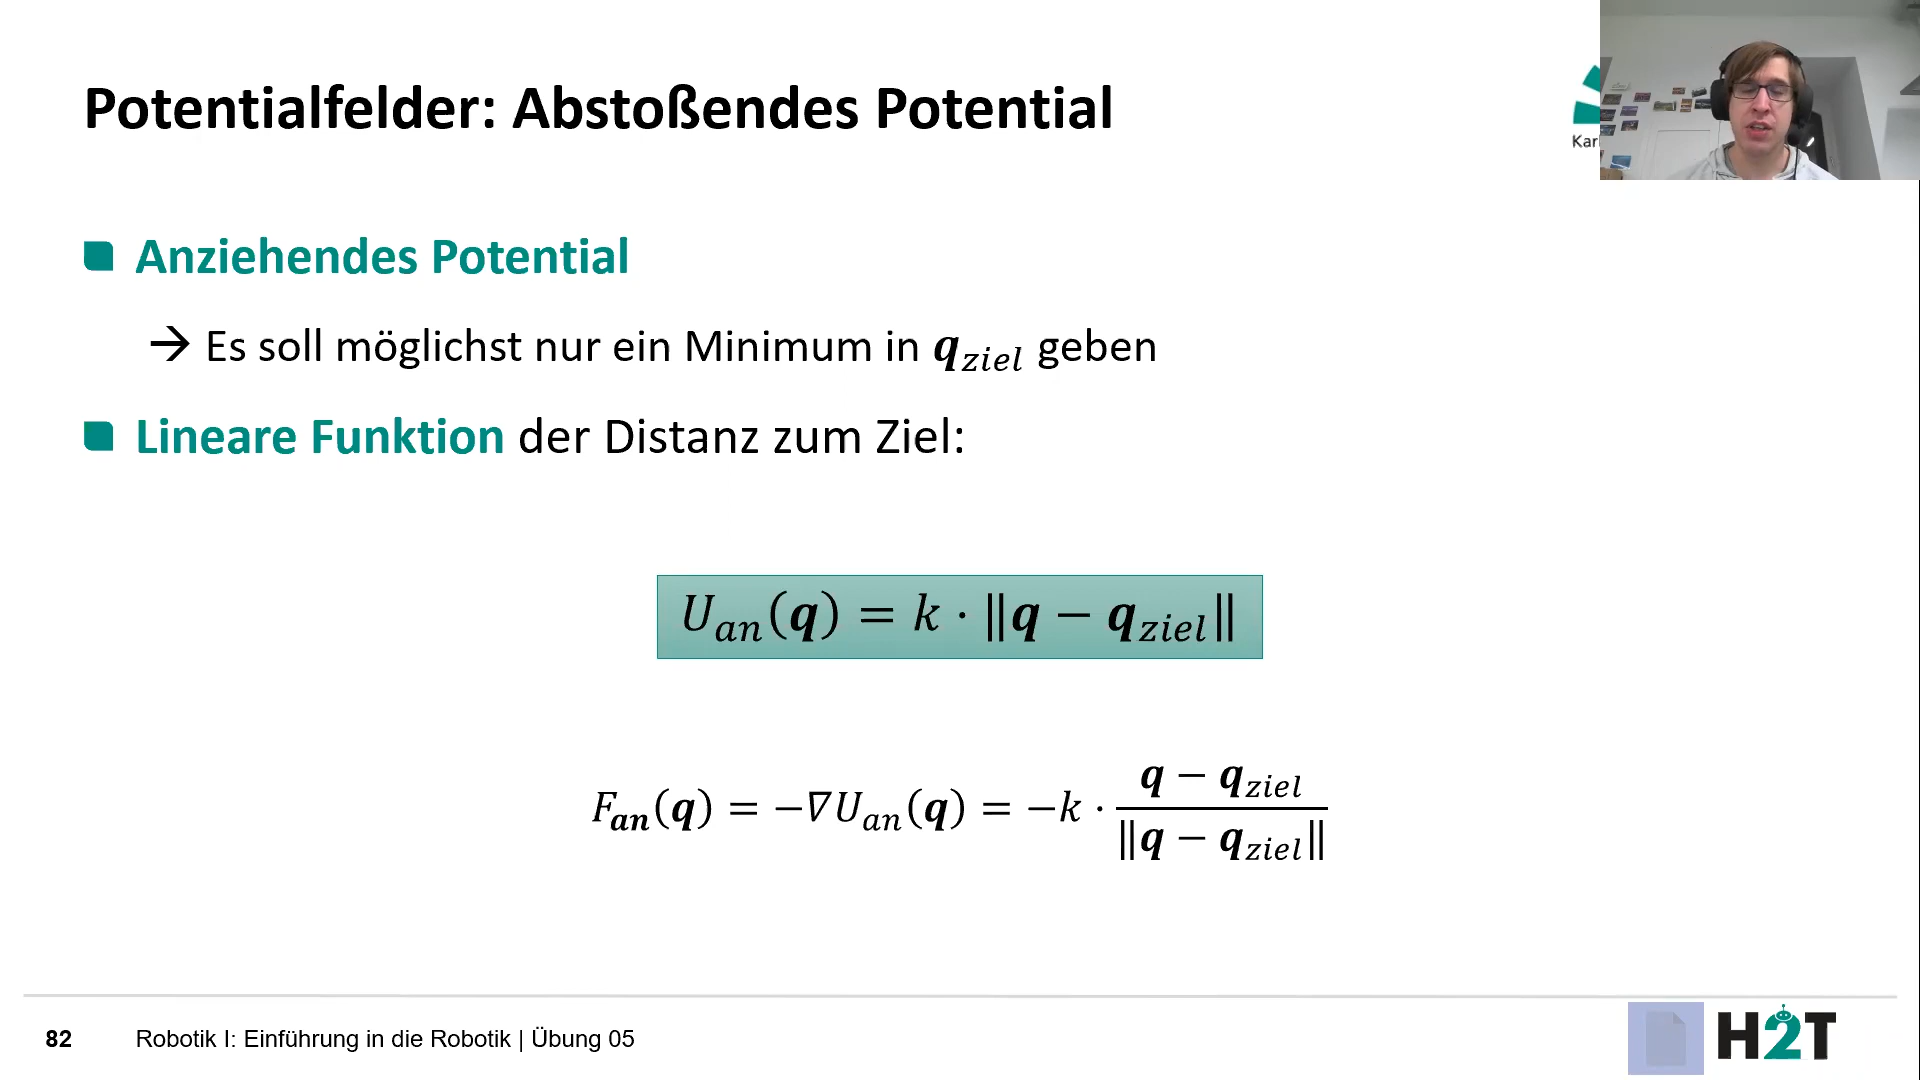 Potentialfelder: Abstoßendes Potential
Kar
Anziehendes Potential
→ Es soll möglichst nur ein Minimum in q_ziel geben
Lineare Funktion der Distanz zum Ziel:
U_an(q) = k · ‖q − q_ziel‖
F_an(q) = −∇U_an(q) = −k · (q − q_ziel) / ‖q − q_ziel‖
82 Robotik I: Einführung in die Robotik | Übung 05
H2T